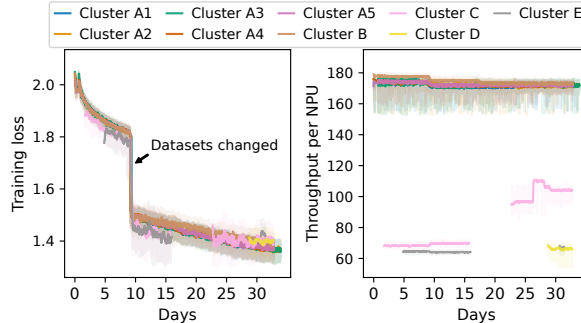 Cluster A1 Cluster A3 Cluster A5 Cluster C Cluster E
Cluster A2 Cluster A4 Cluster B Cluster D
Training loss
2.0
1.8
1.6
1.4
Datasets changed
0 5 10 15 20 25 30
Days
Throughput per NPU
180
160
140
120
100
80
60
0 5 10 15 20 25 30
Days